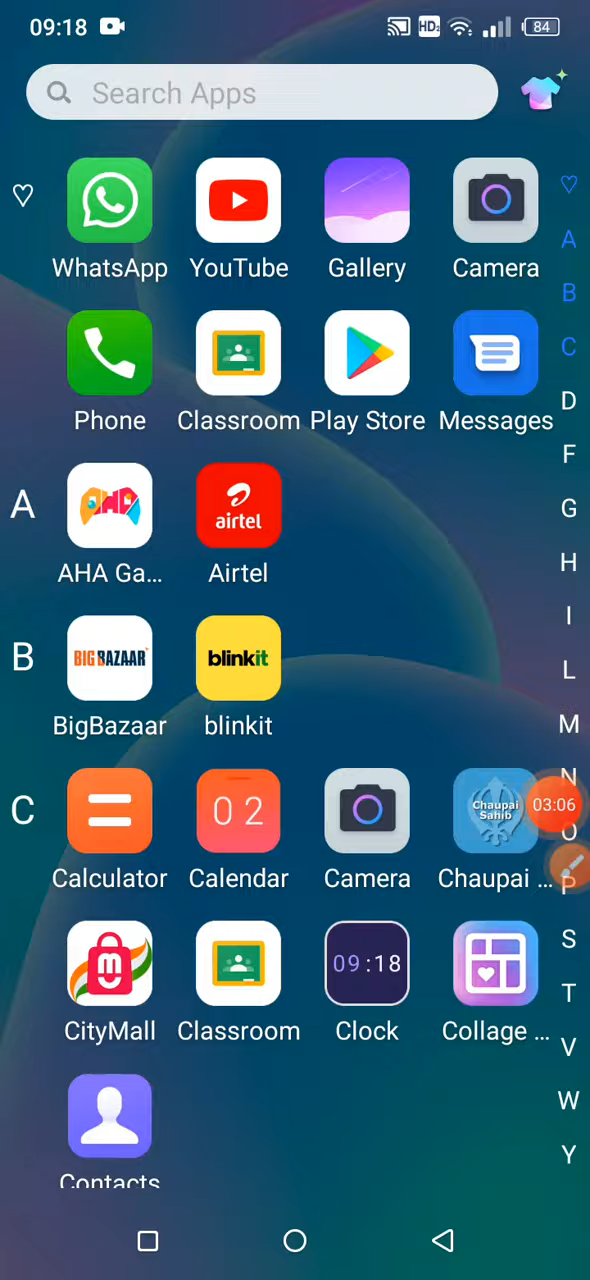 09:18 HD2 84
Search Apps
WhatsApp YouTube Gallery Camera
Phone Classroom Play Store Messages
A
airtel
AHA Ga... Airtel
B
BIG BAZAAR blinkit
BigBazaar blinkit
C
02 Chaupai Sahib
Calculator Calendar Camera Chaupai ...
09:18
CityMall Classroom Clock Collage ...
Contacts
A
B
C
D
F
G
H
I
L
M
N
03:06
O
P
S
T
V
W
Y